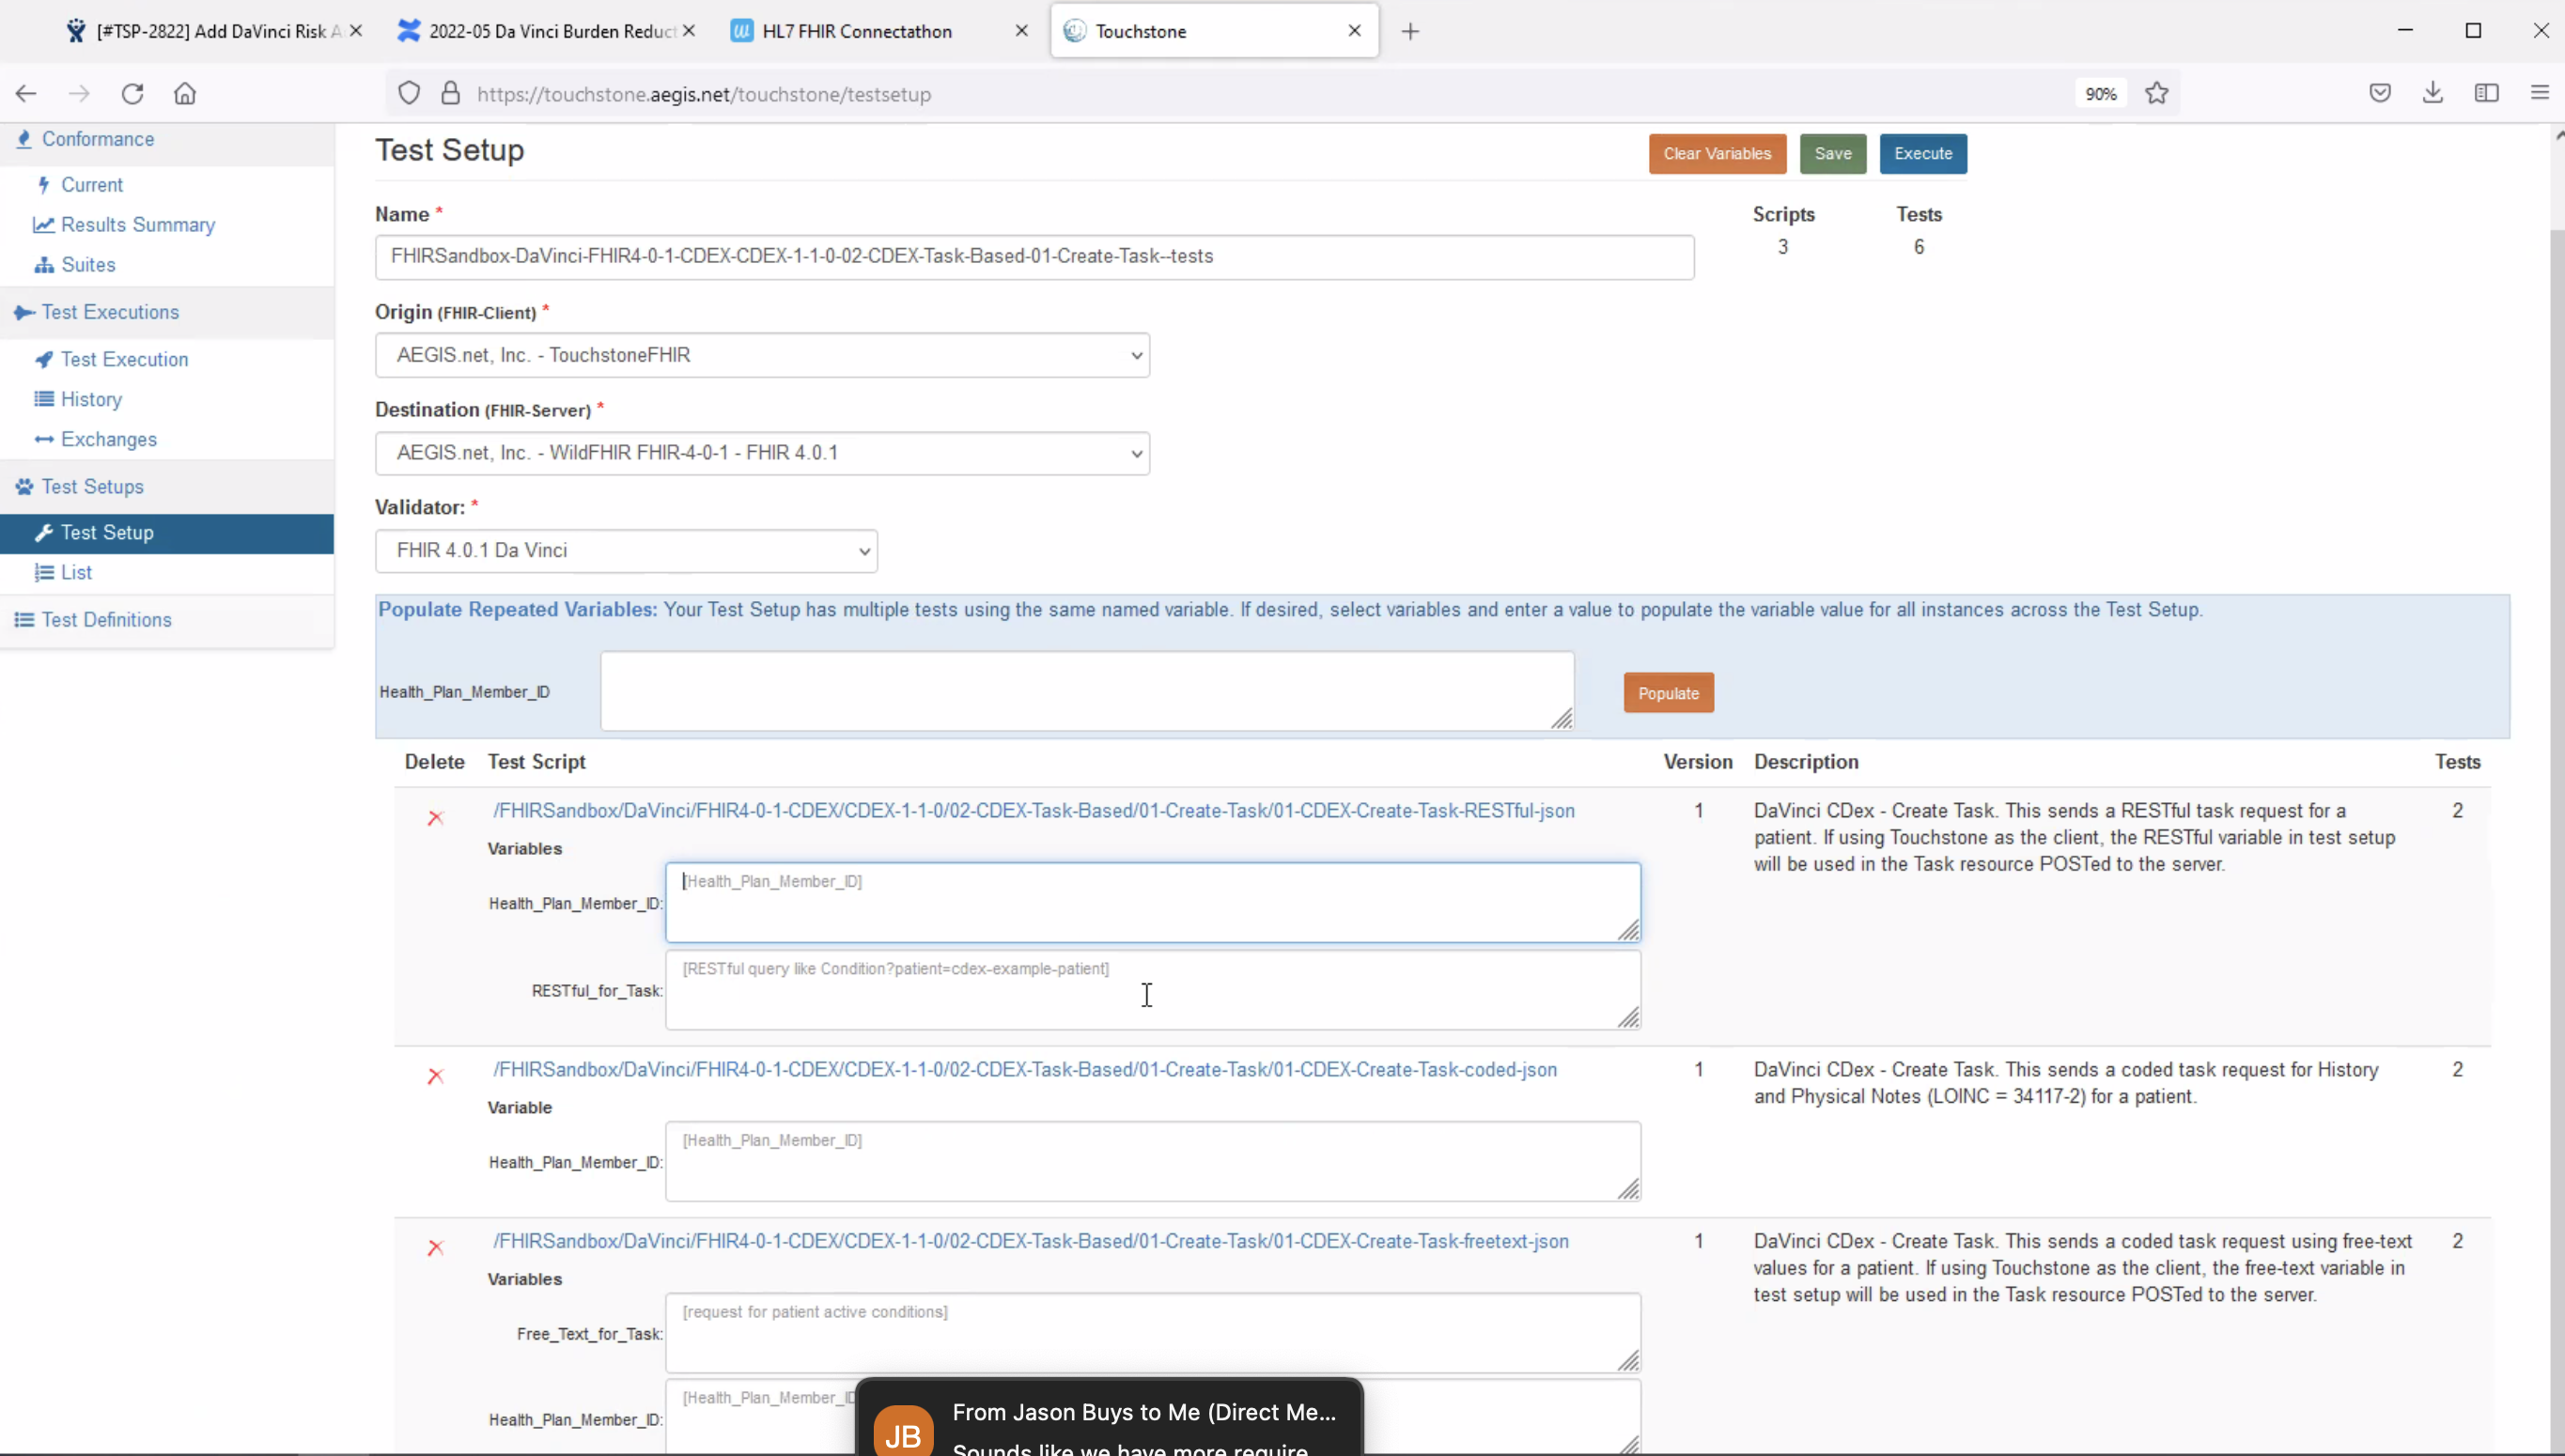 [#TSP-2822] Add DaVinci Risk A
2022-05 Da Vinci Burden Reduct
HL7 FHIR Connectathon
Touchstone
https://touchstone.aegis.net/touchstone/testsetup
90%
Conformance
Current
Results Summary
Suites
Test Executions
Test Execution
History
Exchanges
Test Setups
Test Setup
List
Test Definitions
Test Setup
Clear Variables
Save
Execute
Name *
Scripts
Tests
FHIRSandbox-DaVinci-FHIR4-0-1-CDEX-CDEX-1-1-0-02-CDEX-Task-Based-01-Create-Task--tests
3
6
Origin (FHIR-Client) *
AEGIS.net, Inc. - TouchstoneFHIR
Destination (FHIR-Server) *
AEGIS.net, Inc. - WildFHIR FHIR-4-0-1 - FHIR 4.0.1
Validator: *
FHIR 4.0.1 Da Vinci
Populate Repeated Variables: Your Test Setup has multiple tests using the same named variable. If desired, select variables and enter a value to populate the variable value for all instances across the Test Setup.
Health_Plan_Member_ID
Populate
Delete
Test Script
Version
Description
Tests
/FHIRSandbox/DaVinci/FHIR4-0-1-CDEX/CDEX-1-1-0/02-CDEX-Task-Based/01-Create-Task/01-CDEX-Create-Task-RESTful-json
1
DaVinci CDex - Create Task. This sends a RESTful task request for a
patient. If using Touchstone as the client, the RESTful variable in test setup
will be used in the Task resource POSTed to the server.
2
Variables
Health_Plan_Member_ID:
[Health_Plan_Member_ID]
RESTful_for_Task:
[RESTful query like Condition?patient=cdex-example-patient]
/FHIRSandbox/DaVinci/FHIR4-0-1-CDEX/CDEX-1-1-0/02-CDEX-Task-Based/01-Create-Task/01-CDEX-Create-Task-coded-json
1
DaVinci CDex - Create Task. This sends a coded task request for History
and Physical Notes (LOINC = 34117-2) for a patient.
2
Variable
Health_Plan_Member_ID:
[Health_Plan_Member_ID]
/FHIRSandbox/DaVinci/FHIR4-0-1-CDEX/CDEX-1-1-0/02-CDEX-Task-Based/01-Create-Task/01-CDEX-Create-Task-freetext-json
1
DaVinci CDex - Create Task. This sends a coded task request using free-text
values for a patient. If using Touchstone as the client, the free-text variable in
test setup will be used in the Task resource POSTed to the server.
2
Variables
Free_Text_for_Task:
[request for patient active conditions]
Health_Plan_Member_ID:
[Health_Plan_Member_ID
JB
From Jason Buys to Me (Direct Me...
Sounds like we have more require